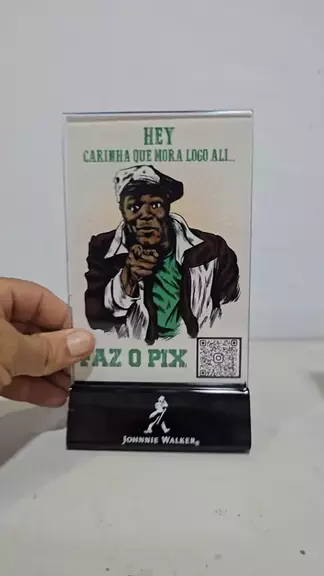 HEY
CARINHA QUE MORA LOGO ALI...
FAZ O PIX
JOHNNIE WALKER®